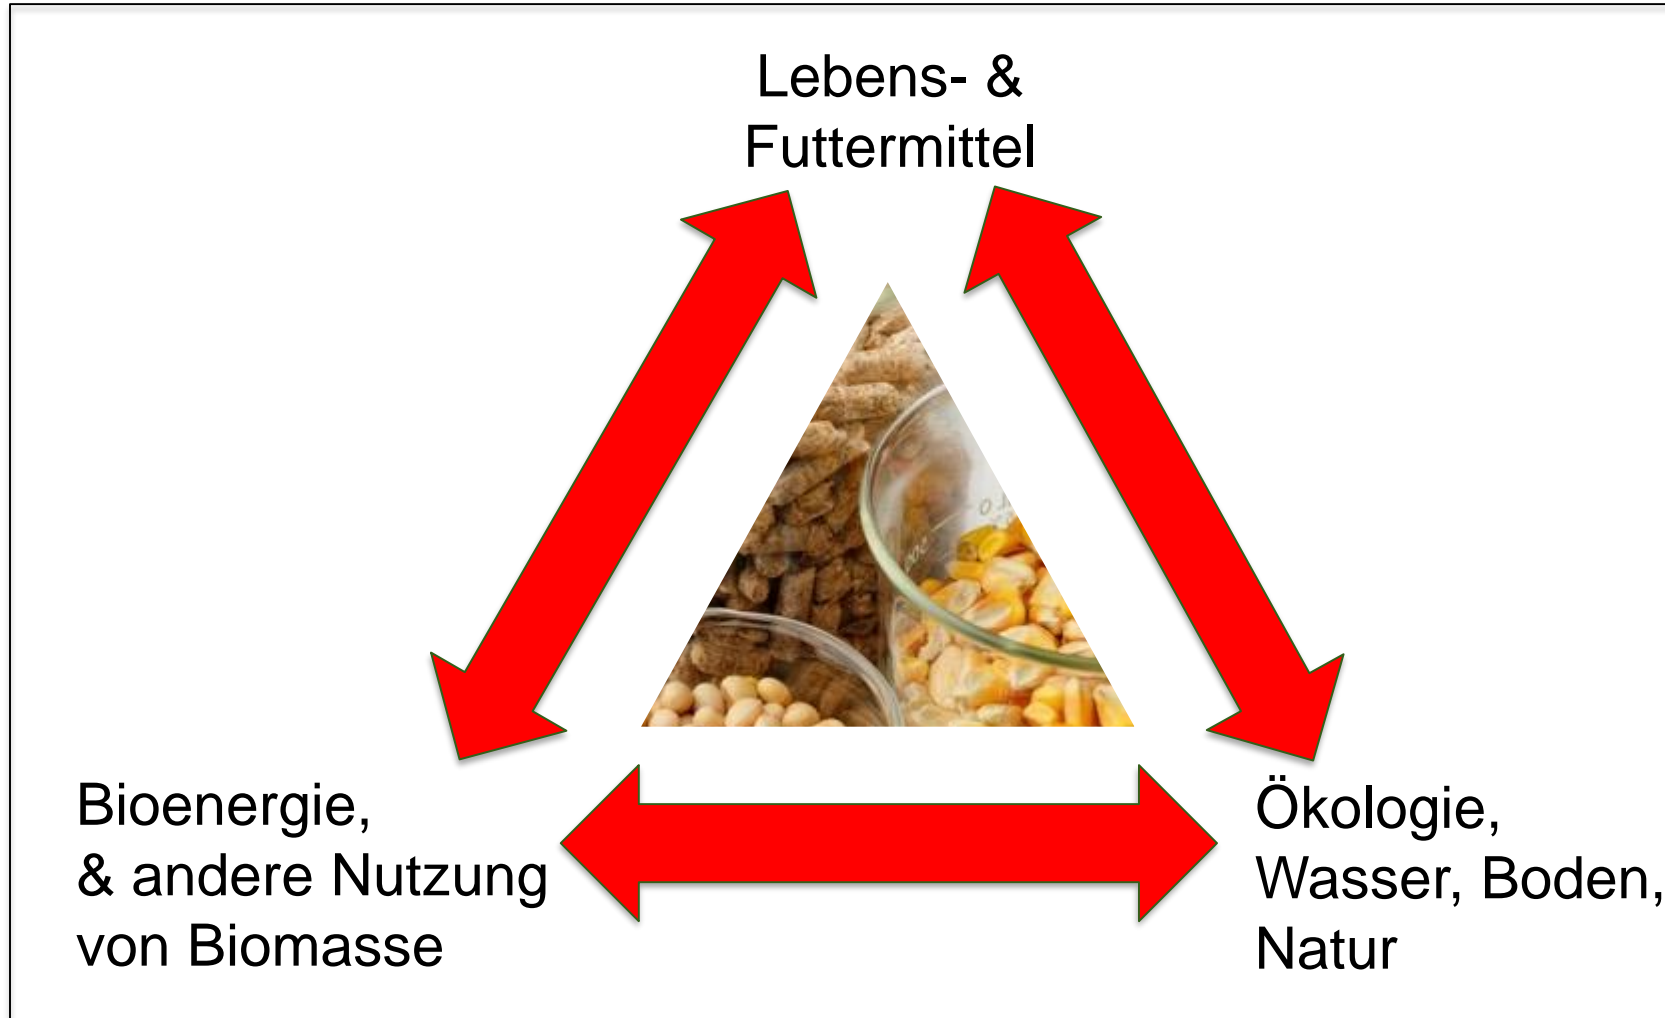 Lebens- &
Futtermittel
Bioenergie,
& andere Nutzung
von Biomasse
Ökologie,
Wasser, Boden,
Natur